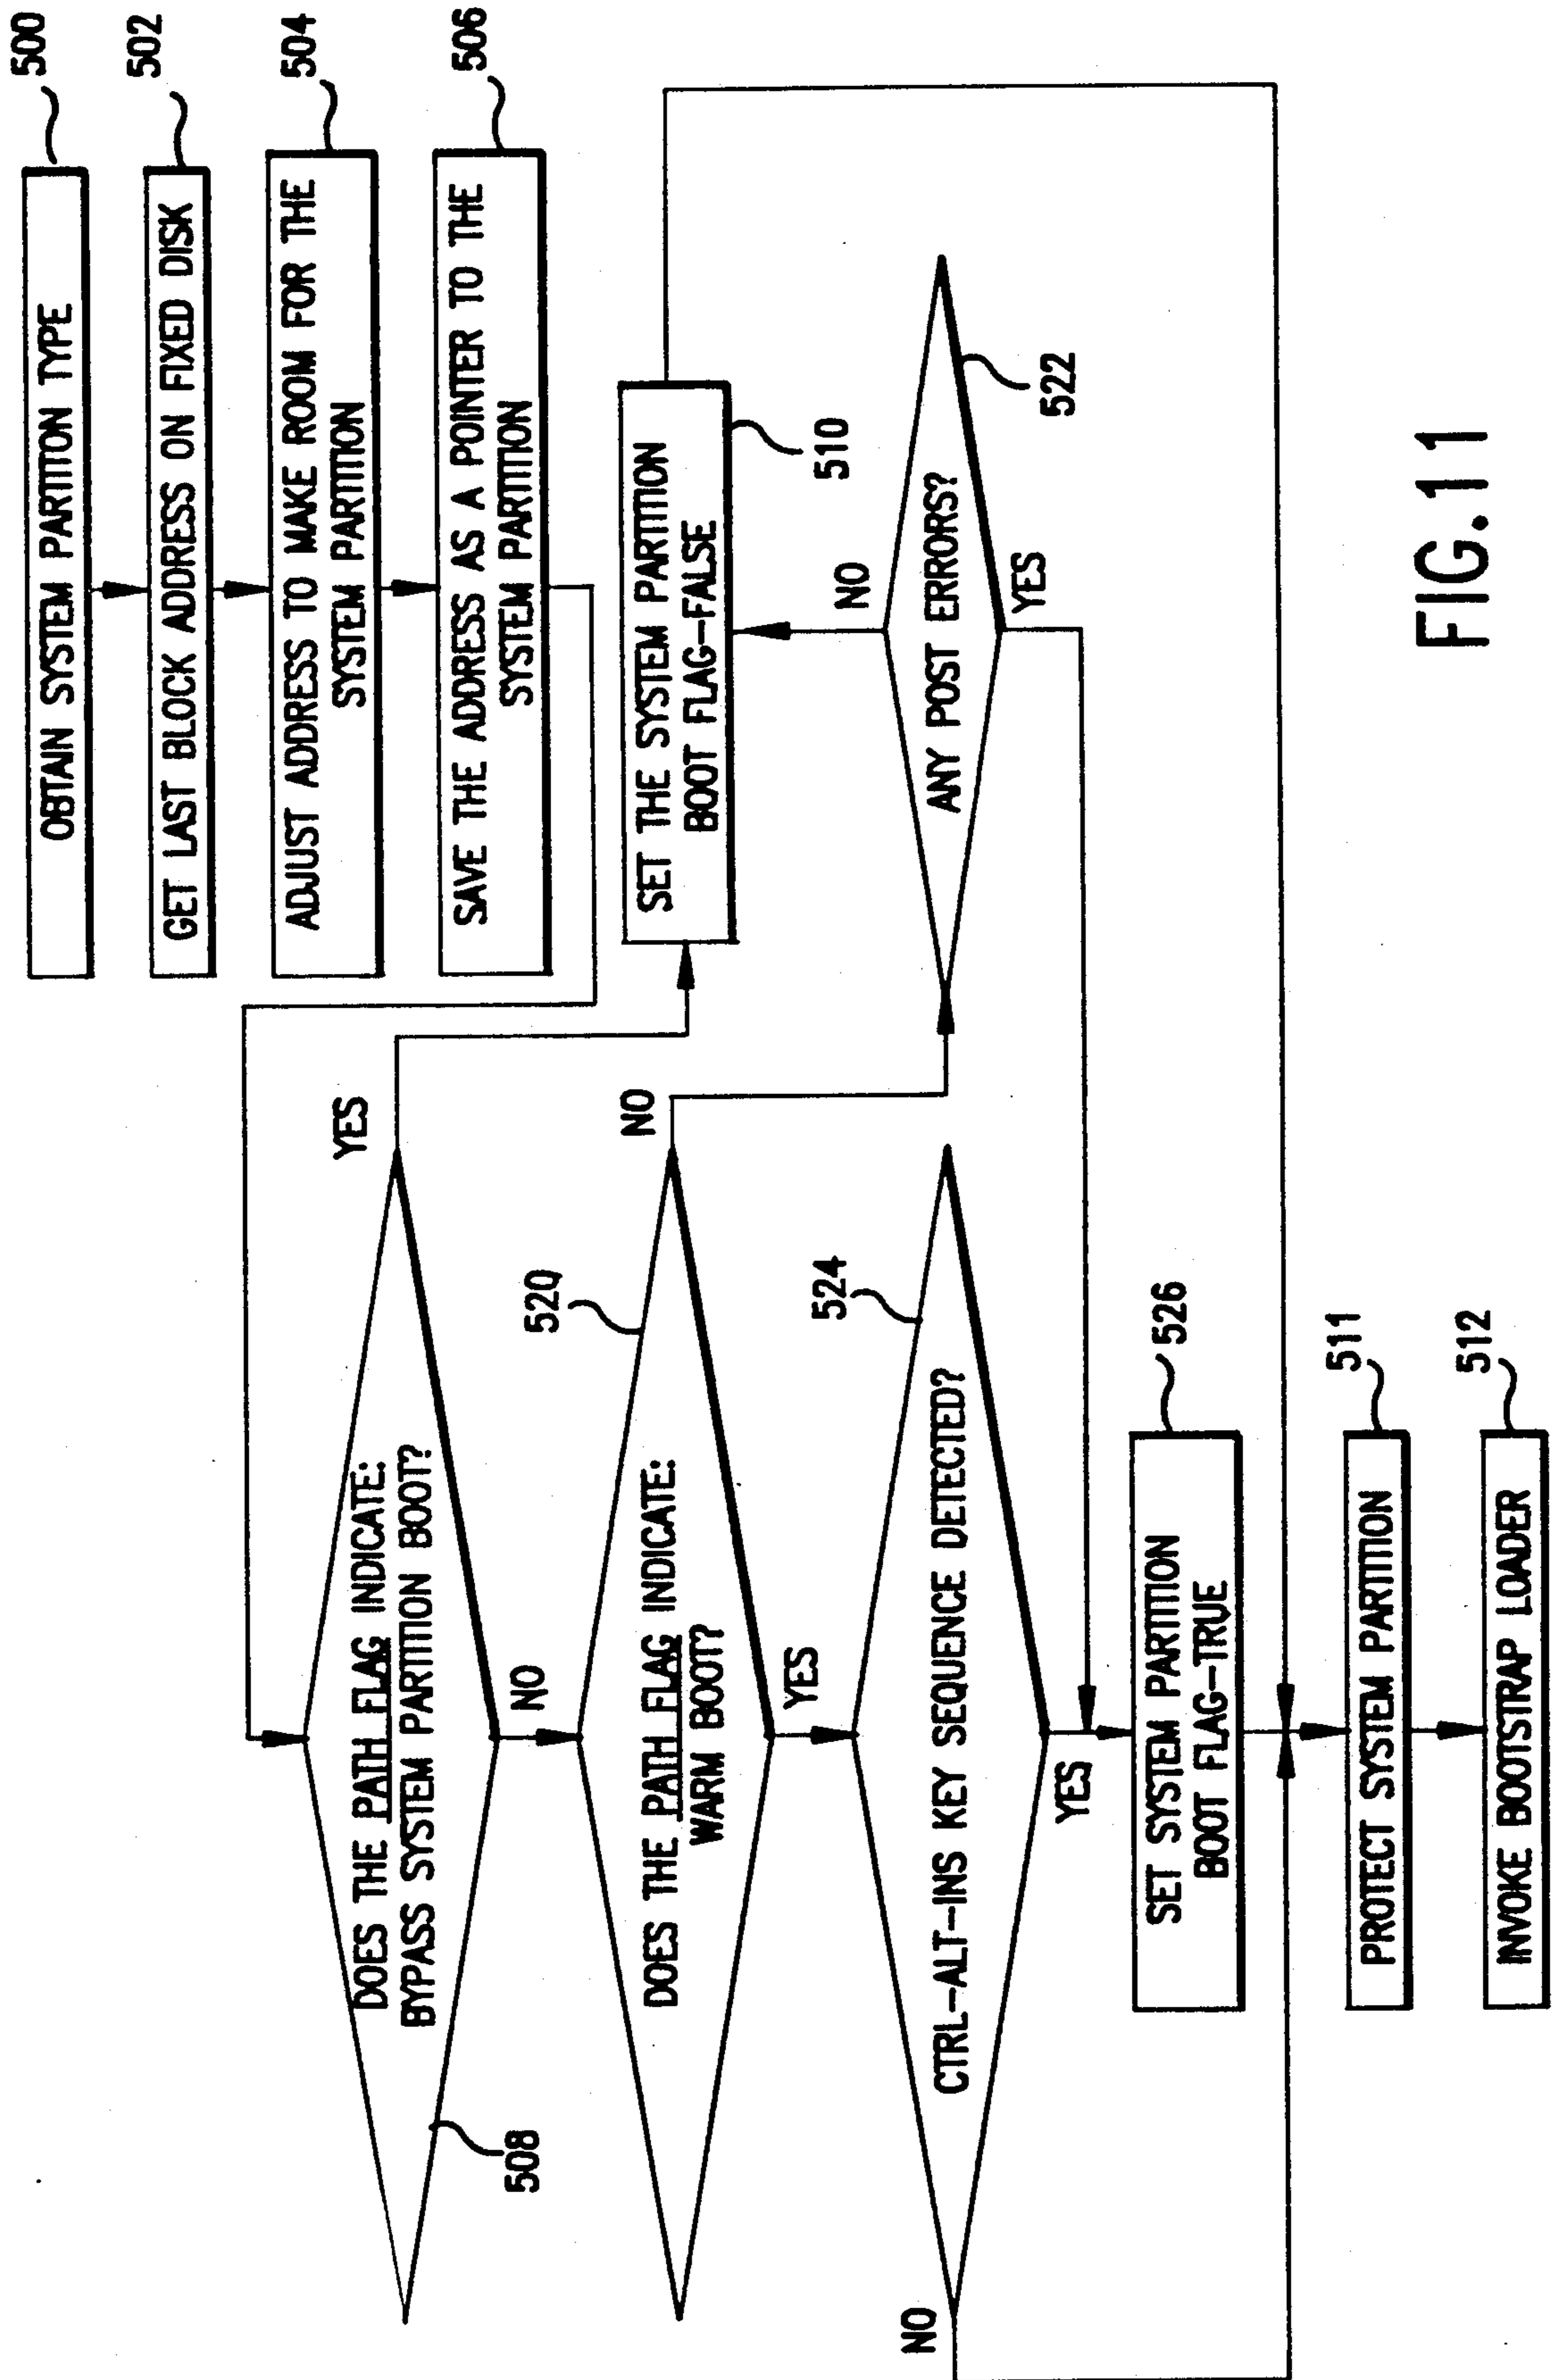 OBTAIN SYSTEM PARTITION TYPE
500
GET LAST BLOCK ADDRESS ON FIXED DISK
502
ADJUST ADDRESS TO MAKE ROOM FOR THE
SYSTEM PARTITION
504
SAVE THE ADDRESS AS A POINTER TO THE
SYSTEM PARTITION
506
DOES THE PATH FLAG INDICATE:
BYPASS SYSTEM PARTITION BOOT?
508
YES
NO
SET THE SYSTEM PARTITION
BOOT FLAG-FALSE
510
DOES THE PATH FLAG INDICATE:
WARM BOOT?
520
NO
YES
ANY POST ERRORS?
522
NO
YES
CTRL-ALT-INS KEY SEQUENCE DETECTED?
524
NO
YES
SET SYSTEM PARTITION
BOOT FLAG-TRUE
526
PROTECT SYSTEM PARTITION
511
INVOKE BOOTSTRAP LOADER
512
FIG.11